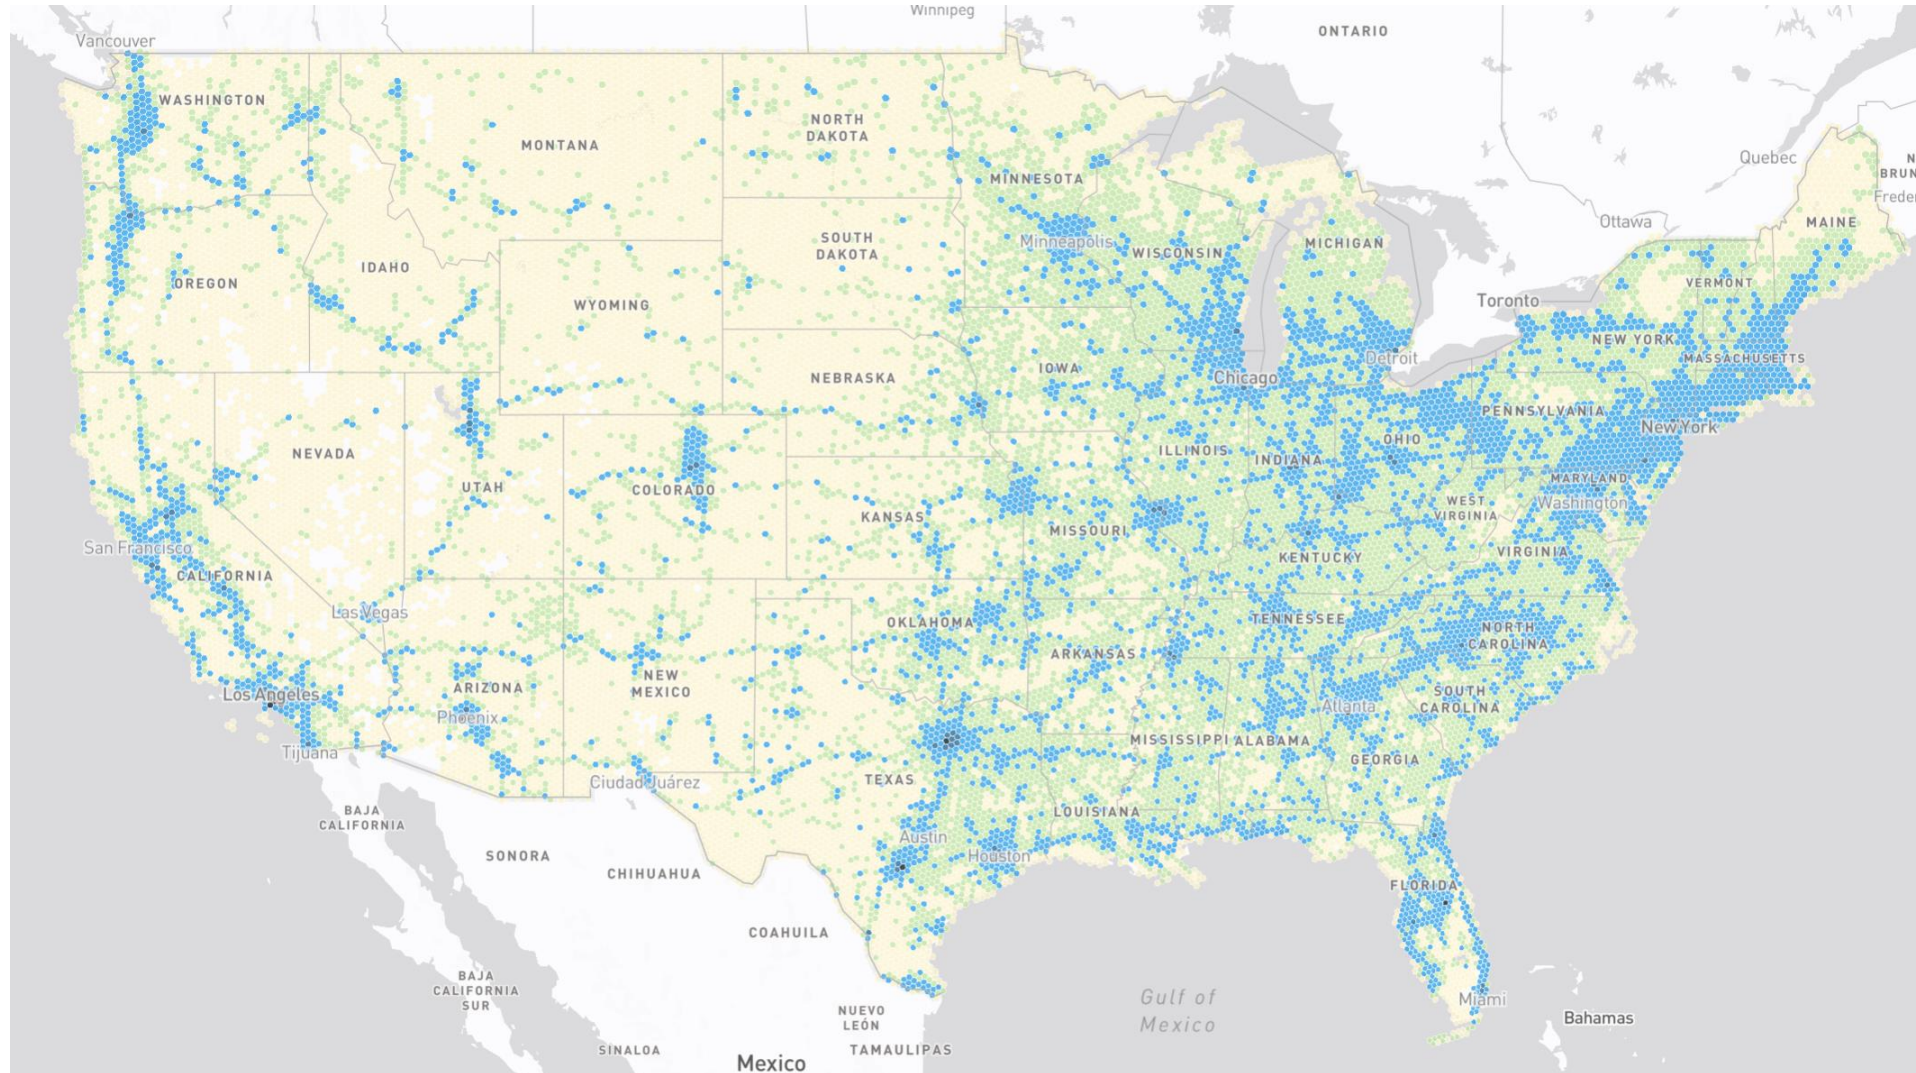 Winnipeg
ONTARIO
Vancouver
WASHINGTON
NORTH
DAKOTA
MONTANA
Quebec
N
BRUN
MINNESOTA
Freder
Ottawa
MAINE
Minneapolis
SOUTH
DAKOTA
WISCONSIN
MICHIGAN
IDAHO
OREGON
VERMONT
WYOMING
Toronto
NEW YORK
Detroit
MASSACHUSETTS
IOWA
Chicago
NEBRASKA
PENNSYLVANIA
New York
OHIO
NEVADA
ILLINOIS
INDIANA
UTAH
COLORADO
MARYLAND
Washington
WEST
VIRGINIA
KANSAS
MISSOURI
San Francisco
VIRGINIA
KENTUCKY
CALIFORNIA
Las Vegas
OKLAHOMA
TENNESSEE
NORTH
CAROLINA
ARKANSAS
NEW
MEXICO
ARIZONA
Los Angeles
SOUTH
CAROLINA
Atlanta
Phoenix
MISSISSIPPI
ALABAMA
Tijuana
GEORGIA
Ciudad Juárez
TEXAS
BAJA
CALIFORNIA
LOUISIANA
Austin
SONORA
Houston
CHIHUAHUA
FLORIDA
COAHUILA
BAJA
CALIFORNIA
SUR
Gulf of
Mexico
Miami
NUEVO
LEÓN
Bahamas
SINALOA
TAMAULIPAS
Mexico